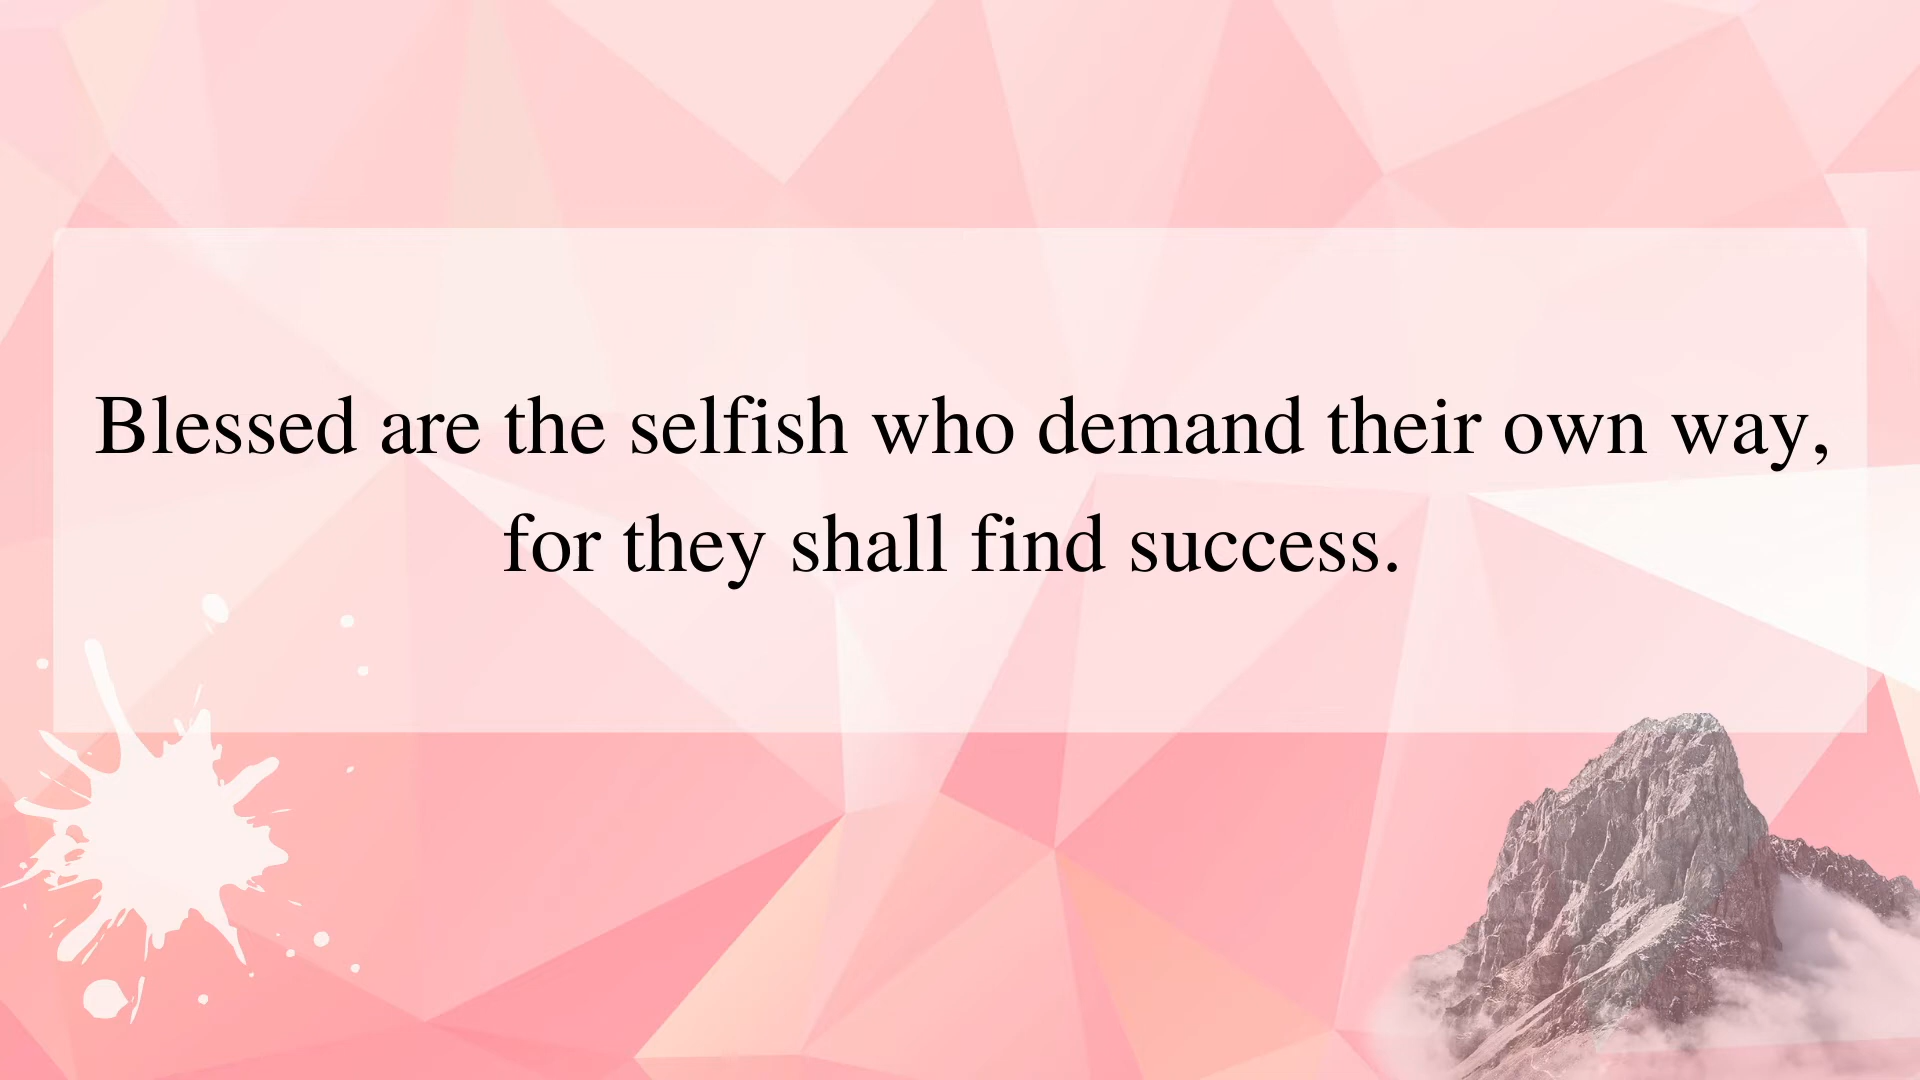 Blessed are the selfish who demand their own way,
for they shall find success.